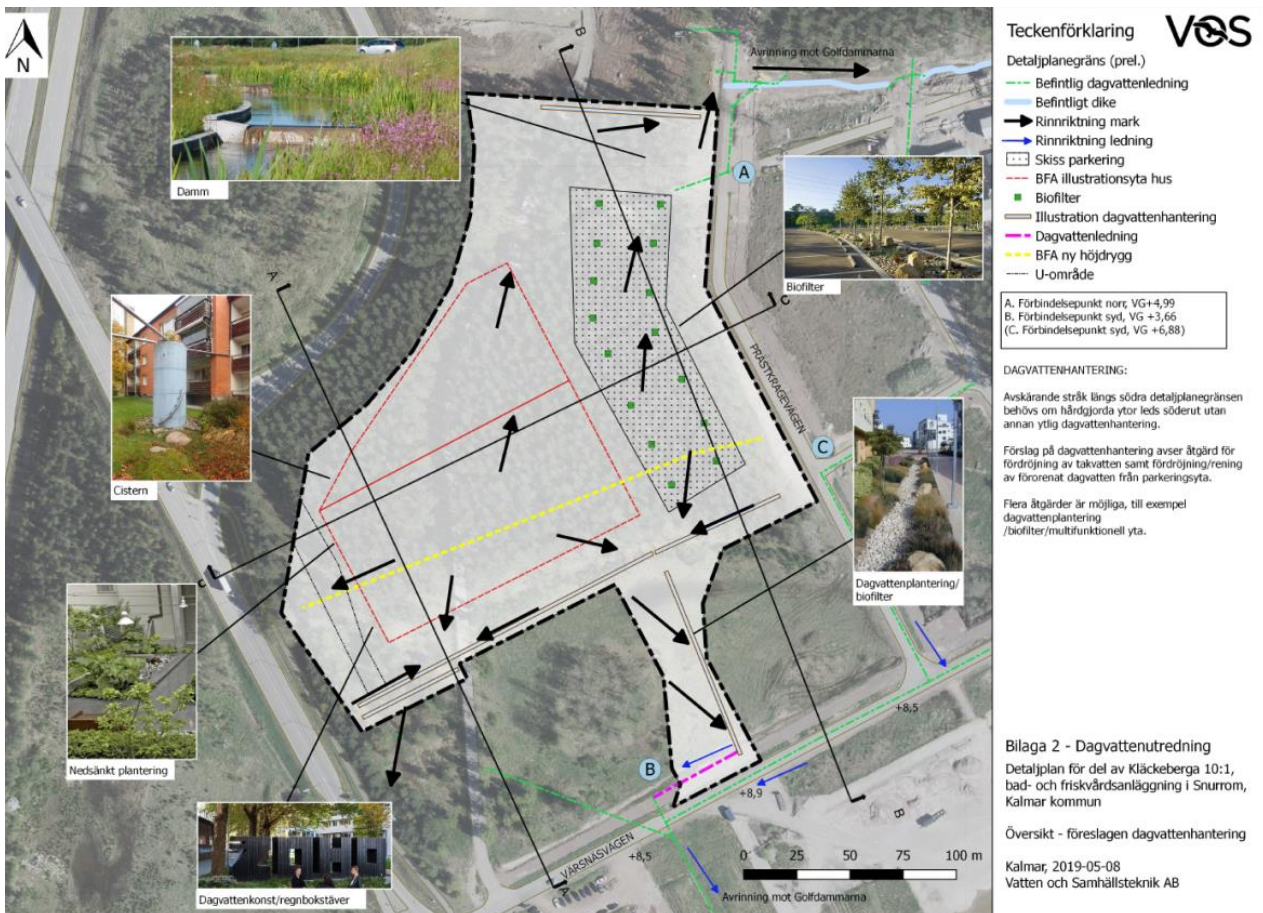 N
Damm
Avrinning mot Golfdammarna
B
A
Biofilter
A
C
Cistern
PRÄSTKRAGEVÄGEN
C
Dagvattenplantering/
biofilter
C
Nedsänkt plantering
+8,5
B
+8,9
B
VÄRSNÄSVÄGEN
+8,5
A
Dagvattenkonst/regnbokstäver
Avrinning mot Golfdammarna
0 25 50 75 100 m
Teckenförklaring
VOS
Detaljplanegräns (prel.)
Befintlig dagvattenledning
Befintligt dike
Rinnriktning mark
Rinnriktning ledning
Skiss parkering
BFA illustrationsyta hus
Biofilter
Illustration dagvattenhantering
Dagvattenledning
BFA ny höjdrygg
U-område
A. Förbindelsepunkt norr, VG+4,99
B. Förbindelsepunkt syd, VG +3,66
(C. Förbindelsepunkt syd, VG +6,88)
DAGVATTENHANTERING:
Avskärande stråk längs södra detaljplanegränsen
behövs om hårdgjorda ytor leds söderut utan
annan ytlig dagvattenhantering.
Förslag på dagvattenhantering avser åtgärd för
fördröjning av takvatten samt fördröjning/rening
av förorenat dagvatten från parkeringsyta.
Flera åtgärder är möjliga, till exempel
dagvattenplantering
/biofilter/multifunktionell yta.
Bilaga 2 - Dagvattenutredning
Detaljplan för del av Kläckeberga 10:1,
bad- och friskvårdsanläggning i Snurrom,
Kalmar kommun
Översikt - föreslagen dagvattenhantering
Kalmar, 2019-05-08
Vatten och Samhällsteknik AB